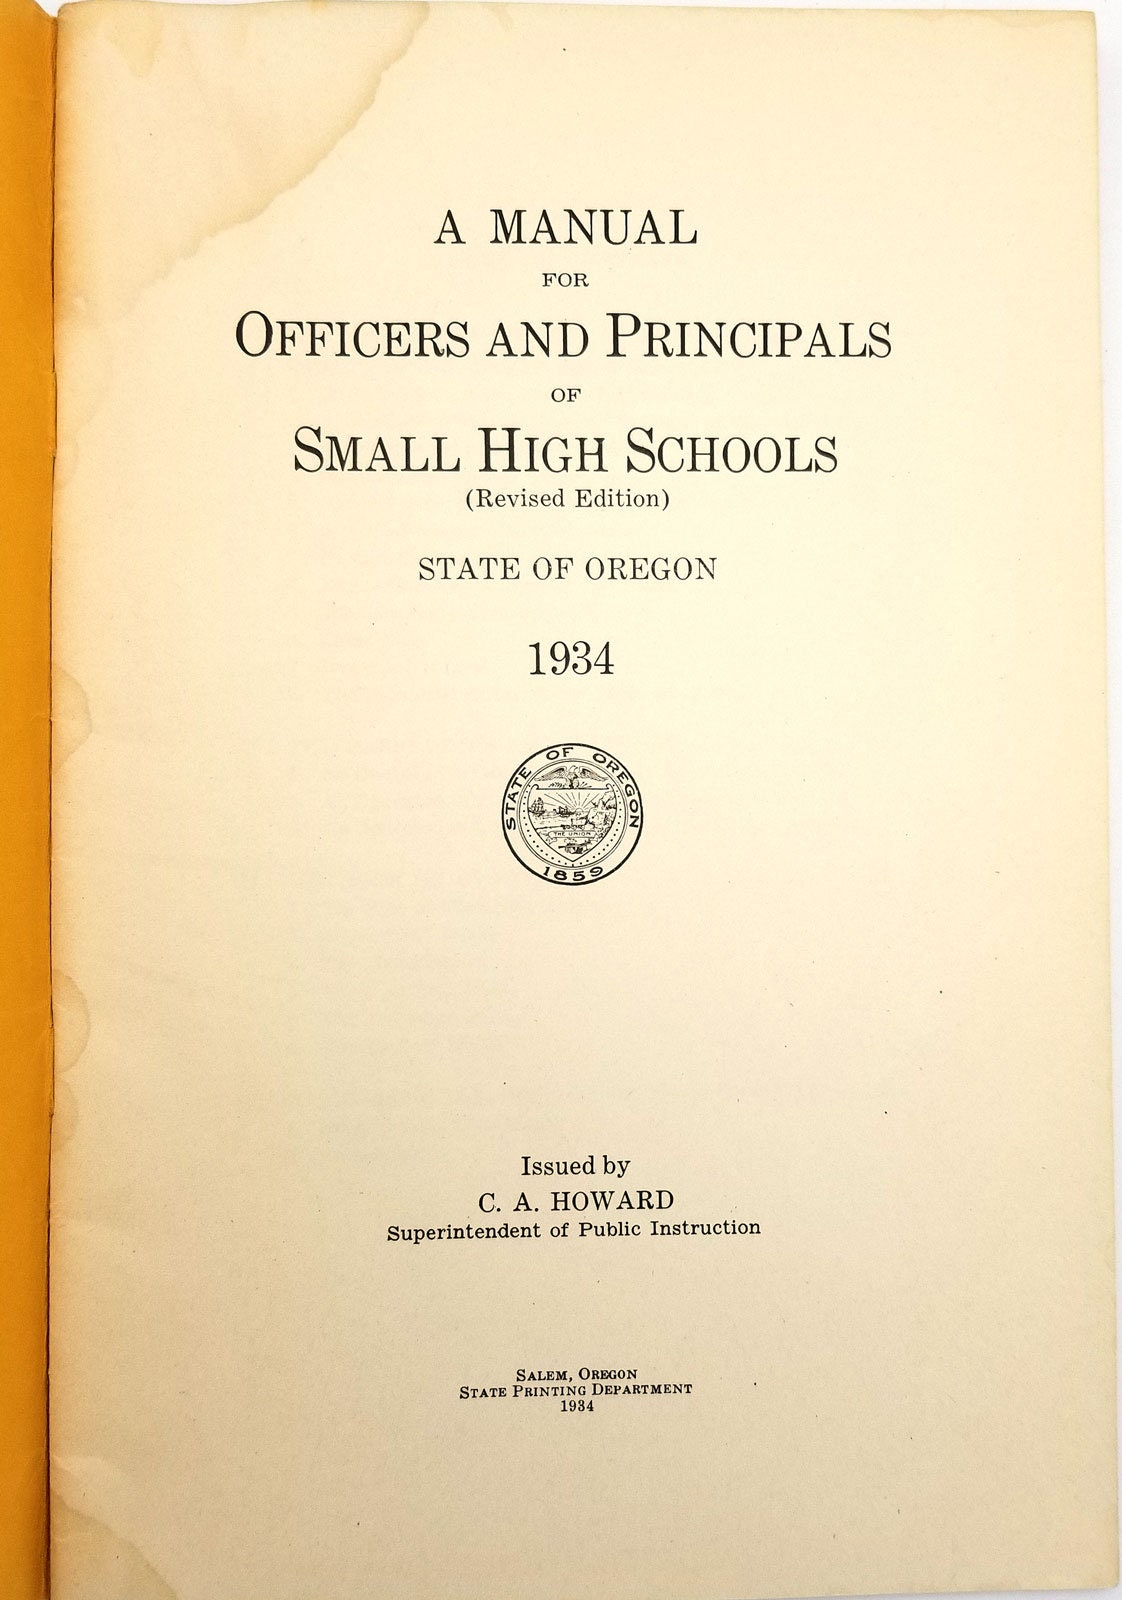 A MANUAL
FOR
OFFICERS AND PRINCIPALS
OF
SMALL HIGH SCHOOLS
(Revised Edition)
STATE OF OREGON
1934
STATE OF OREGON
THE UNION
1859
Issued by
C. A. HOWARD
Superintendent of Public Instruction
SALEM, OREGON
STATE PRINTING DEPARTMENT
1934